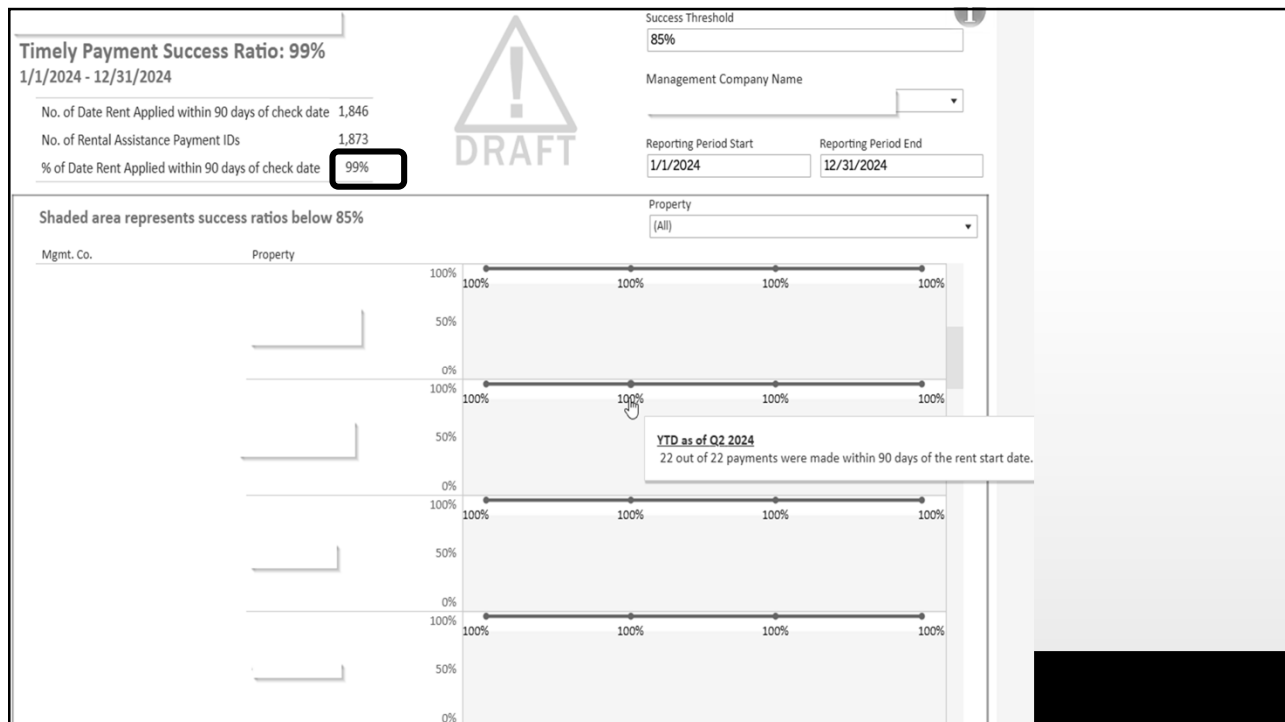 Timely Payment Success Ratio: 99%
1/1/2024 - 12/31/2024
No. of Date Rent Applied within 90 days of check date 1,846
No. of Rental Assistance Payment IDs 1,873
% of Date Rent Applied within 90 days of check date 99%
DRAFT
Success Threshold
85%
Management Company Name
Reporting Period Start Reporting Period End
1/1/2024 12/31/2024
Shaded area represents success ratios below 85%
Property
(All)
Mgmt. Co. Property
100%
100% 100% 100% 100%
50%
0%
100%
100% 100% 100% 100%
50%
YTD as of Q2 2024
22 out of 22 payments were made within 90 days of the rent start date.
0%
100%
100% 100% 100% 100%
50%
0%
100%
100% 100% 100% 100%
50%
0%